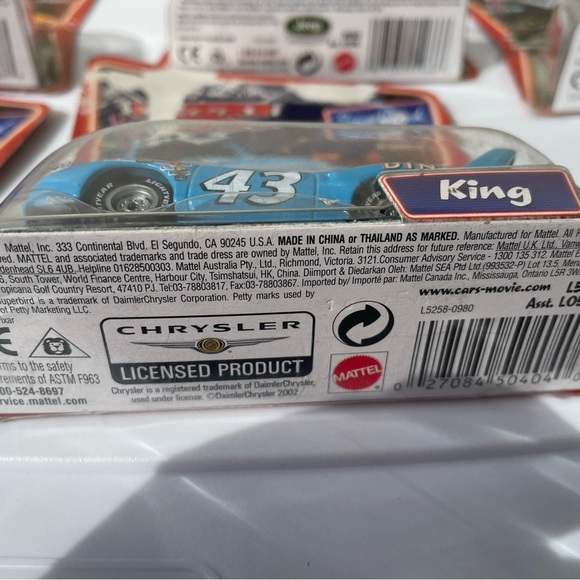 43
King
Mattel, Inc. 333 Continental Blvd. El Segundo, CA 90245 U.S.A. MADE IN CHINA or THAILAND AS MARKED. Manufactured for Mattel. All
MATTEL and associated trademarks and trade dress are owned by Mattel, Inc. Retain this address for future reference: Mattel U.K. Ltd.,
SL6 4UB. Helpline 01628500303. Mattel Australia Pty., Ltd., Richmond, Victoria. 3121.Consumer Advisory Service - 1300 135 312. Mattel
South Tower, World Finance Centre, Harbour City, Tsimshatsui, HK, China. Diimport & Diedarkan Oleh: Mattel SEA Ptd Ltd (993532-P) Lot 13.5,
Tropicana Golf Country Resort, 47410 PJ. Tel:03-78803817, Fax:03-78803867. Imported by/ Importé par: Mattel Canada Inc., Mississauga, Ontario L5R
Superbird is a trademark of DaimlerChrysler Corporation. Petty marks used by
of Petty Marketing LLC.
www.cars-movie.com
Asst.
L5258-0980
CHRYSLER
LICENSED PRODUCT
Chrysler is a registered trademark of DaimlerChrysler,
used under license. ©DaimlerChrysler 2002
MATTEL
to the safety
of ASTM F963
00-524-8697
service.mattel.com
0 27084 50404